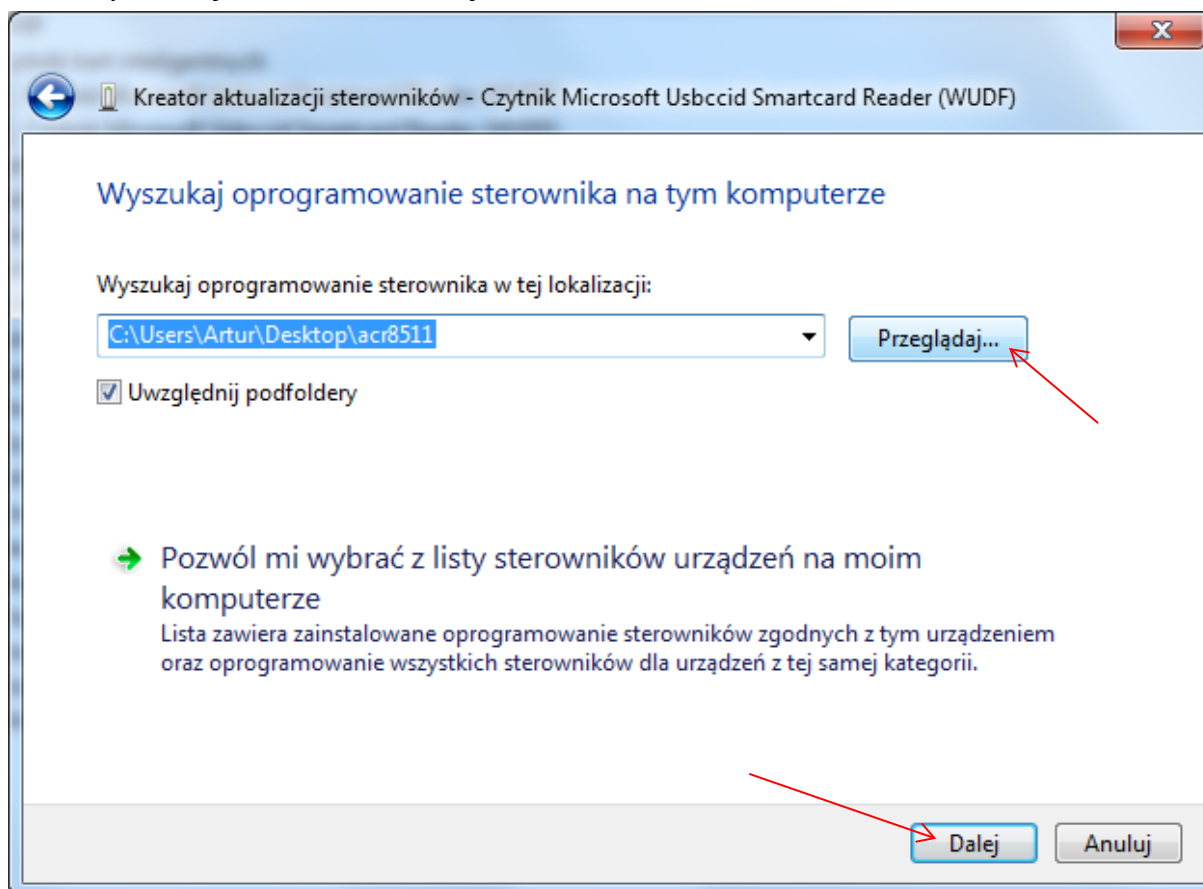 Kreator aktualizacji sterowników - Czytnik Microsoft Usbccid Smartcard Reader (WUDF)
Wyszukaj oprogramowanie sterownika na tym komputerze
Wyszukaj oprogramowanie sterownika w tej lokalizacji:
C:\Users\Artur\Desktop\acr8511
Przeglądaj...
Uwzględnij podfoldery
Pozwól mi wybrać z listy sterowników urządzeń na moim
komputerze
Lista zawiera zainstalowane oprogramowanie sterowników zgodnych z tym urządzeniem
oraz oprogramowanie wszystkich sterowników dla urządzeń z tej samej kategorii.
Dalej
Anuluj